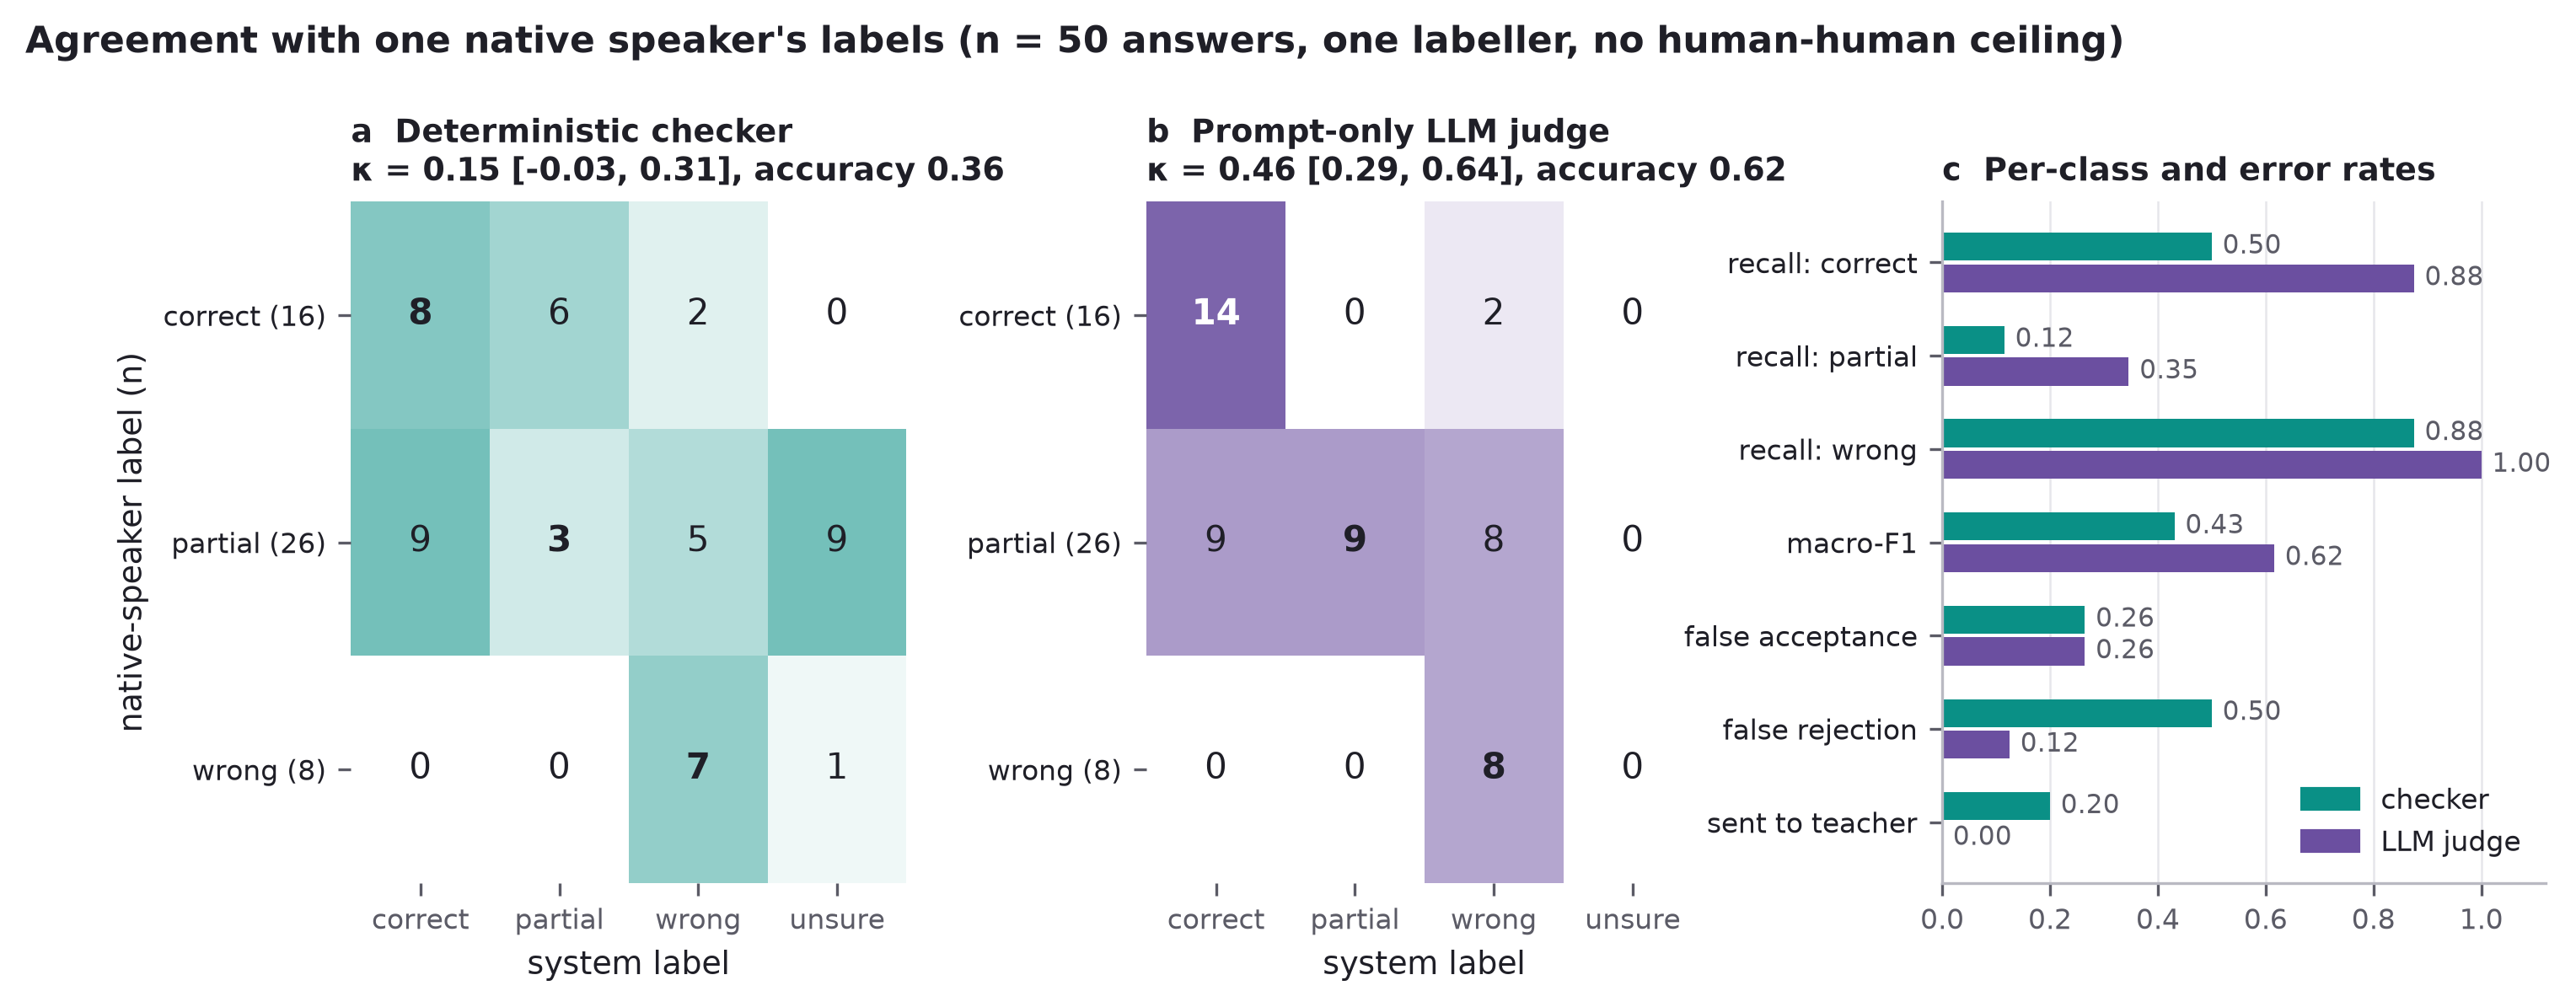 Agreement with one native speaker's labels (n = 50 answers, one labeller, no human-human ceiling)
a Deterministic checker
κ = 0.15 [-0.03, 0.31], accuracy 0.36
native-speaker label (n)
correct (16) 8 6 2 0
partial (26) 9 3 5 9
wrong (8) 0 0 7 1
correct partial wrong unsure
system label
b Prompt-only LLM judge
κ = 0.46 [0.29, 0.64], accuracy 0.62
correct (16) 14 0 2 0
partial (26) 9 9 8 0
wrong (8) 0 0 8 0
correct partial wrong unsure
system label
c Per-class and error rates
recall: correct 0.50
0.88
recall: partial 0.12
0.35
recall: wrong 0.88
1.00
macro-F1 0.43
0.62
false acceptance 0.26
0.26
false rejection 0.50
0.12
sent to teacher 0.20
0.00
checker
LLM judge
0.0 0.2 0.4 0.6 0.8 1.0